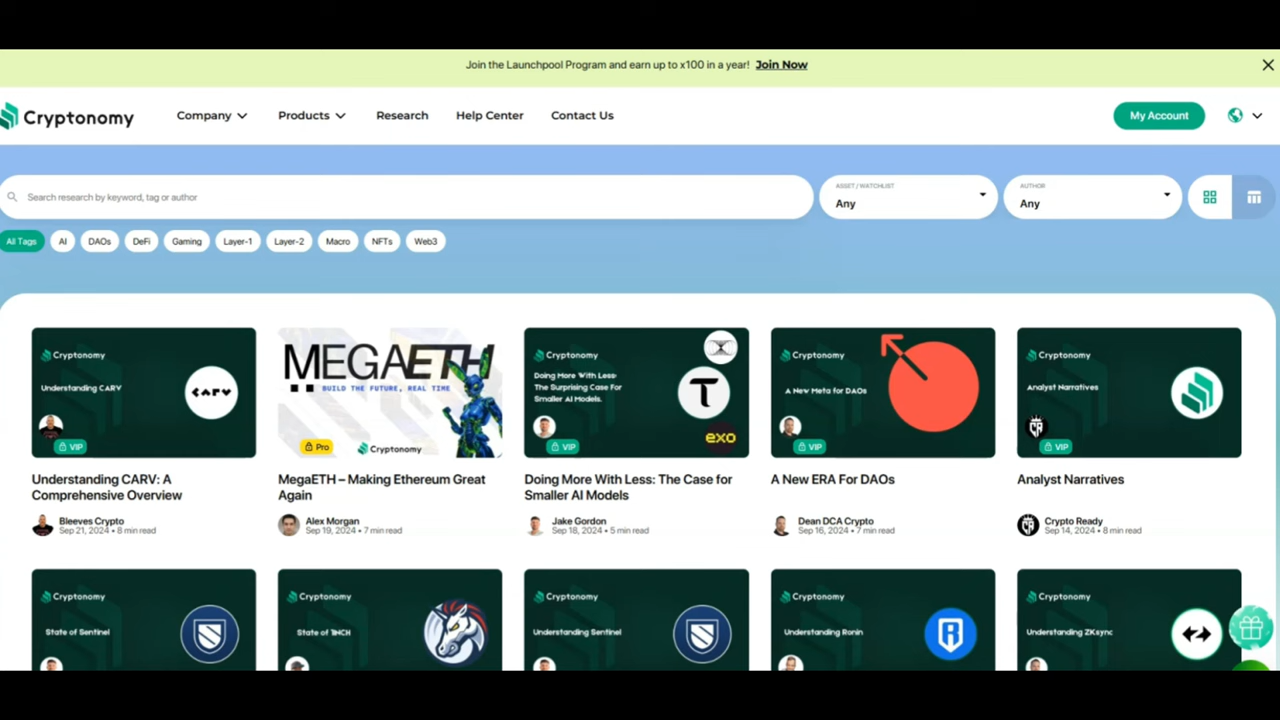 Join the Launchpool Program and earn up to x100 in a year! Join Now
Cryptonomy
Company
Products
Research
Help Center
Contact Us
My Account
Search research by keyword, tag or author
ASSET / WATCHLIST
Any
AUTHOR
Any
All Tags
AI
DAOs
DeFi
Gaming
Layer-1
Layer-2
Macro
NFTs
Web3
Cryptonomy
Understanding CARV
CARV
VIP
Understanding CARV: A
Comprehensive Overview
Bleeves Crypto
Sep 21, 2024 • 8 min read
MEGAETH
BUILD THE FUTURE, REAL TIME
Pro
Cryptonomy
MegaETH – Making Ethereum Great
Again
Alex Morgan
Sep 19, 2024 • 7 min read
Cryptonomy
Doing More With Less:
The Surprising Case For
Smaller AI Models.
T
exo
VIP
Doing More With Less: The Case for
Smaller AI Models
Jake Gordon
Sep 18, 2024 • 5 min read
Cryptonomy
A New Meta for DAOs
VIP
A New ERA For DAOs
Dean DCA Crypto
Sep 16, 2024 • 7 min read
Cryptonomy
Analyst Narratives
CR
VIP
Analyst Narratives
Crypto Ready
Sep 14, 2024 • 8 min read
Cryptonomy
State of Sentinel
Cryptonomy
State of 1INCH
Cryptonomy
Understanding Sentinel
Cryptonomy
Understanding Ronin
Cryptonomy
Understanding ZKsync